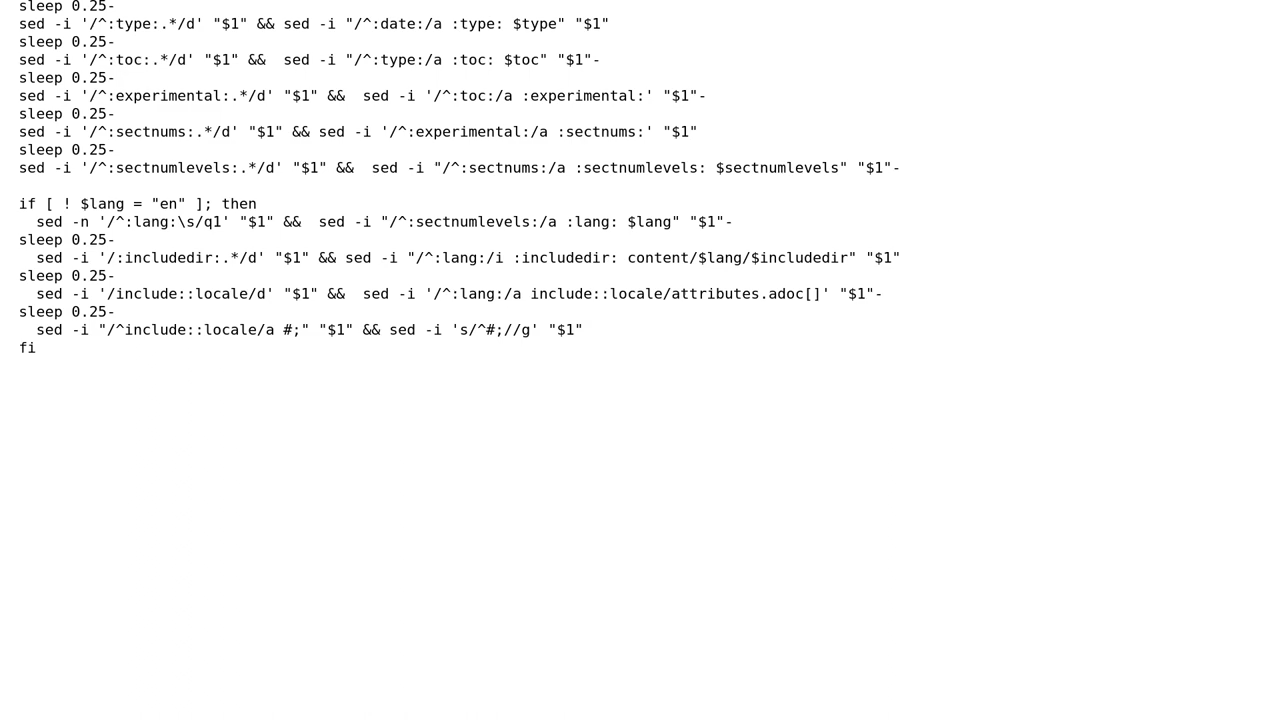 sleep 0.25-
sed -i '/^:type:.*/d' "$1" && sed -i "/^:date:/a :type: $type" "$1"
sleep 0.25-
sed -i '/^:toc:.*/d' "$1" &&  sed -i "/^:type:/a :toc: $toc" "$1"-
sleep 0.25-
sed -i '/^:experimental:.*/d' "$1" &&  sed -i '/^:toc:/a :experimental:' "$1"-
sleep 0.25-
sed -i '/^:sectnums:.*/d' "$1" && sed -i '/^:experimental:/a :sectnums:' "$1"
sleep 0.25-
sed -i '/^:sectnumlevels:.*/d' "$1" &&  sed -i "/^:sectnums:/a :sectnumlevels: $sectnumlevels" "$1"-
if [ ! $lang = "en" ]; then
  sed -n '/^:lang:\s/q1' "$1" &&  sed -i "/^:sectnumlevels:/a :lang: $lang" "$1"-
sleep 0.25-
  sed -i '/:includedir:.*/d' "$1" && sed -i "/^:lang:/i :includedir: content/$lang/$includedir" "$1"
sleep 0.25-
  sed -i '/include::locale/d' "$1" &&  sed -i '/^:lang:/a include::locale/attributes.adoc[]' "$1"-
sleep 0.25-
  sed -i "/^include::locale/a #;" "$1" && sed -i 's/^#;//g' "$1"
fi